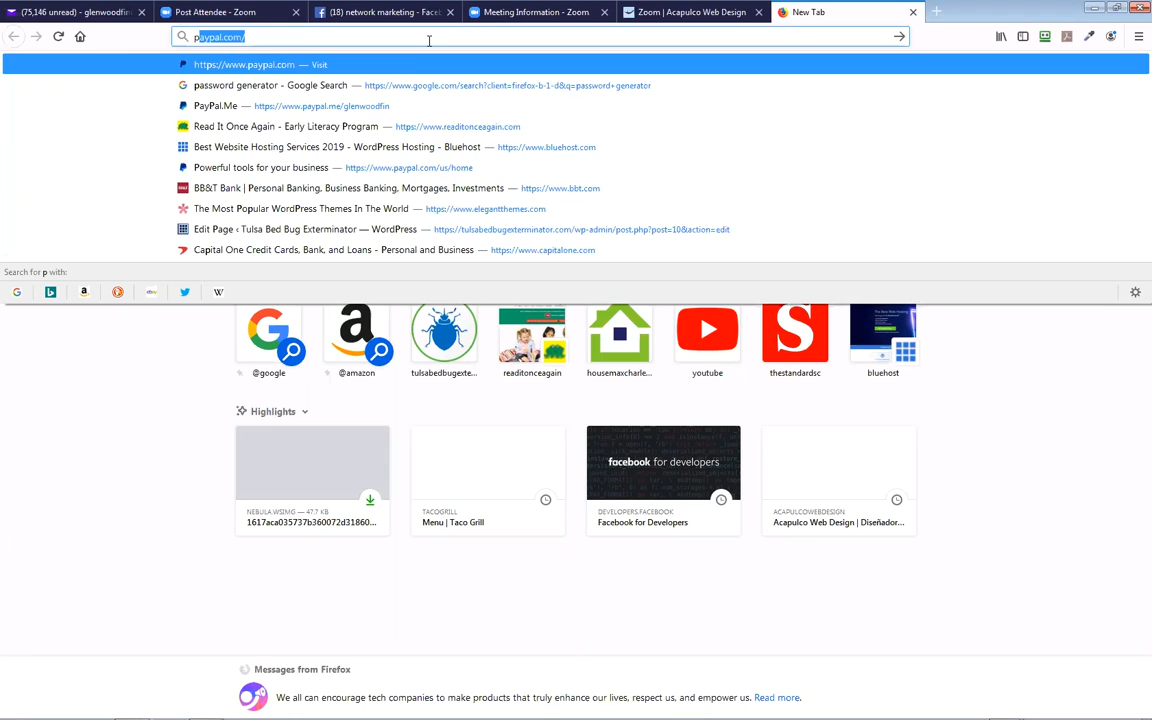 (75,146 unread) - glenwoodfin
Post Attendee - Zoom
(18) network marketing - Face
Meeting Information - Zoom
Zoom | Acapulco Web Design
New Tab
paypal.com/
https://www.paypal.com — Visit
password generator - Google Search — https://www.google.com/search?client=firefox-b-1-d&q=password+generator
PayPal.Me — https://www.paypal.me/glenwoodfin
Read It Once Again - Early Literacy Program — https://www.readitonceagain.com
Best Website Hosting Services 2019 - WordPress Hosting - Bluehost — https://www.bluehost.com
Powerful tools for your business — https://www.paypal.com/us/home
BB&T Bank | Personal Banking, Business Banking, Mortgages, Investments — https://www.bbt.com
The Most Popular WordPress Themes In The World — https://www.elegantthemes.com
Edit Page ‹ Tulsa Bed Bug Exterminator — WordPress — https://tulsabedbugexterminator.com/wp-admin/post.php?post=10&action=edit
Capital One Credit Cards, Bank, and Loans - Personal and Business — https://www.capitalone.com
Search for p with:
@google @amazon tulsabedbugexte... readitonceagain housemaxcharle... youtube thestandardsc bluehost
Highlights
facebook for developers
NEBULA.WSIMG — 47.7 KB
1617aca035737b360072d31860...
TACOGRILL
Menu | Taco Grill
DEVELOPERS.FACEBOOK
Facebook for Developers
ACAPULCOWEBDESIGN
Acapulco Web Design | Diseñador...
Messages from Firefox
We all can encourage tech companies to make products that truly enhance our lives, respect us, and empower us. Read more.